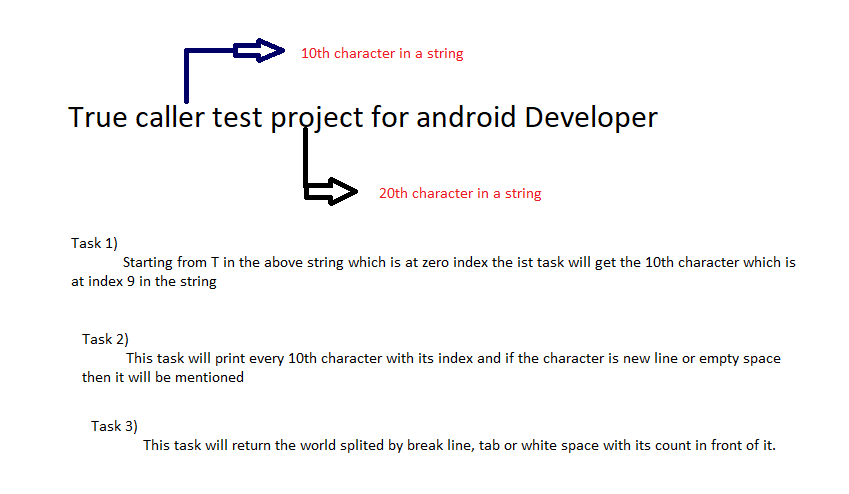 10th character in a string
True caller test project for android Developer
20th character in a string
Task 1)
Starting from T in the above string which is at zero index the ist task will get the 10th character which is
at index 9 in the string
Task 2)
This task will print every 10th character with its index and if the character is new line or empty space
then it will be mentioned
Task 3)
This task will return the world splited by break line, tab or white space with its count in front of it.